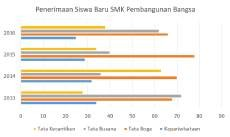 Penerimaan Siswa Baru SMK Pembangunan Bangsa
2016
2015
2014
2013
0 10 20 30 40 50 60 70 80 90
Tata Kecantikan Tata Busana Tata Boga Kepariwisataan